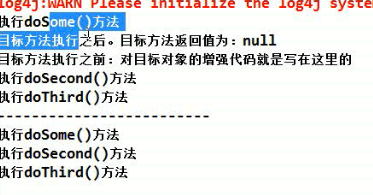 log4j:WARN Please initialize the log4j system
执行doSome()方法
目标方法执行之后。目标方法返回值为：null
目标方法执行之前：对目标对象的增强代码就是写在这里的
执行doSecond()方法
执行doThird()方法
--------------------------
执行doSome()方法
执行doSecond()方法
执行doThird()方法